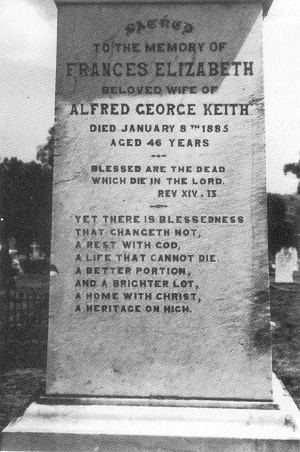 SACRED
TO THE MEMORY OF
FRANCES ELIZABETH
BELOVED WIFE OF
ALFRED GEORGE KEITH
DIED JANUARY 8TH 1885
AGED 46 YEARS
BLESSED ARE THE DEAD
WHICH DIE IN THE LORD.
REV XIV. 13
YET THERE IS BLESSEDNESS
THAT CHANGETH NOT,
A REST WITH GOD,
A LIFE THAT CANNOT DIE.
A BETTER PORTION,
AND A BRIGHTER LOT,
A HOME WITH CHRIST,
A HERITAGE ON HIGH.